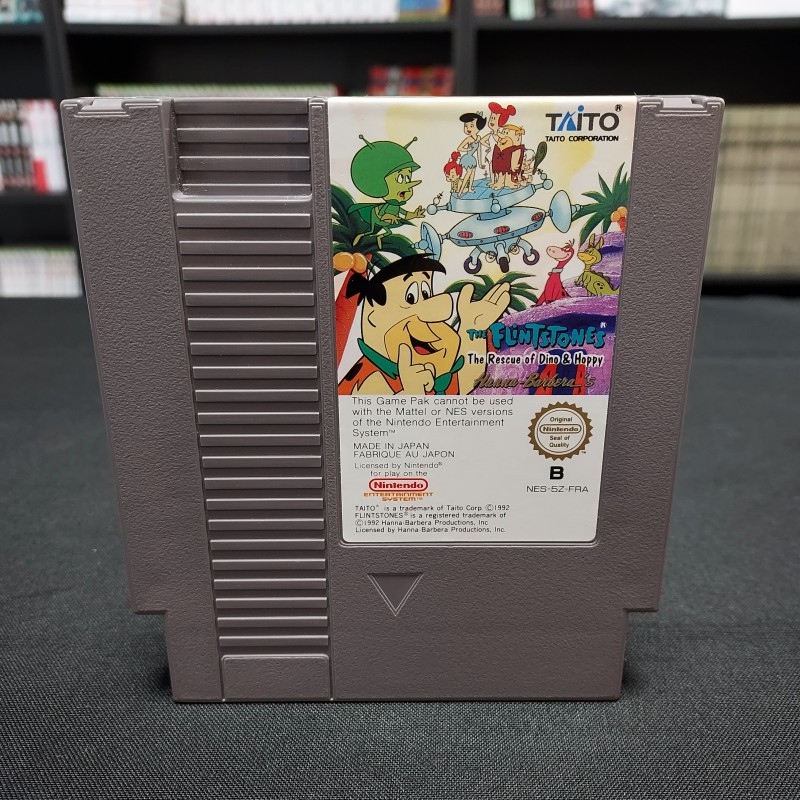 TAITO®
TAITO CORPORATION
THE FLINTSTONES®
The Rescue of Dino & Hoppy
Hanna-Barbera's
This Game Pak cannot be used
with the Mattel or NES versions
of the Nintendo Entertainment
System™
MADE IN JAPAN
FABRIQUE AU JAPON
Licensed by Nintendo®
for play on the
Nintendo
ENTERTAINMENT
SYSTEM™
Original
Nintendo
Seal of
Quality
B
NES-5Z-FRA
TAITO® is a trademark of Taito Corp. ©1992
FLINTSTONES® is a registered trademark of
©1992 Hanna-Barbera Productions, Inc
Licensed by Hanna-Barbera Productions, Inc.